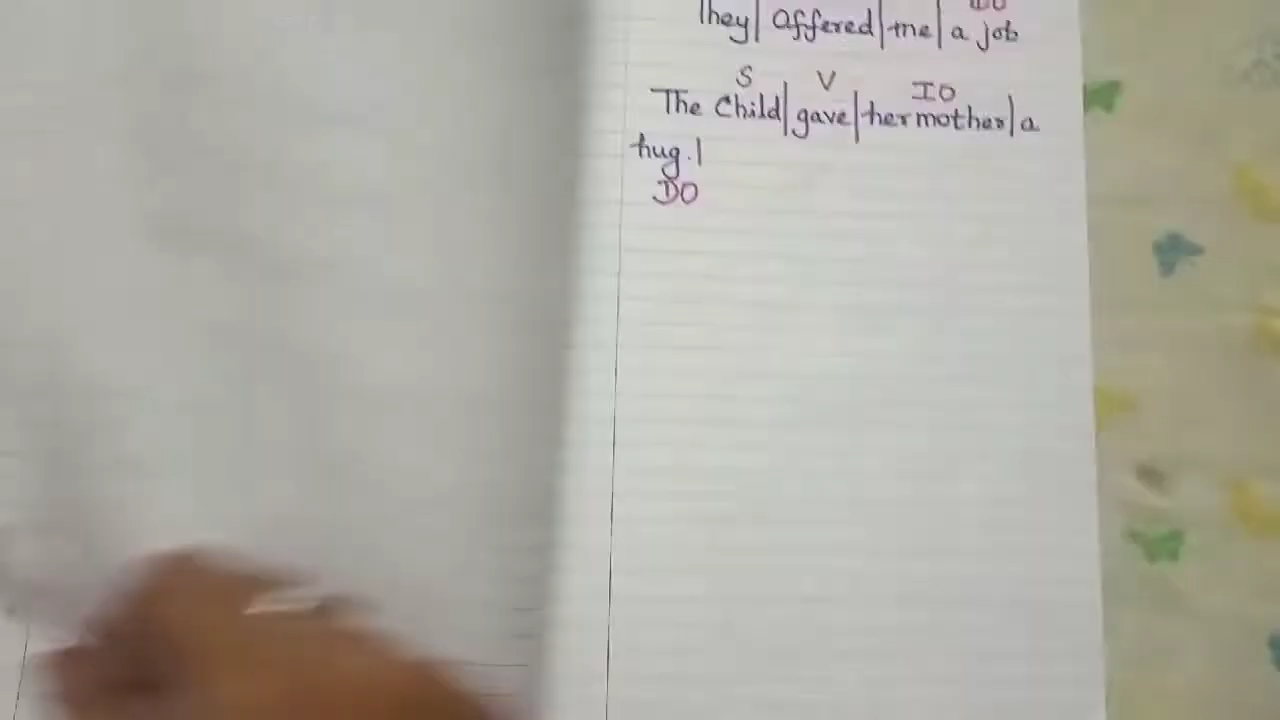 They| offered|me|a job
S V IO
The Child|gave|her mother|a
hug.|
DO